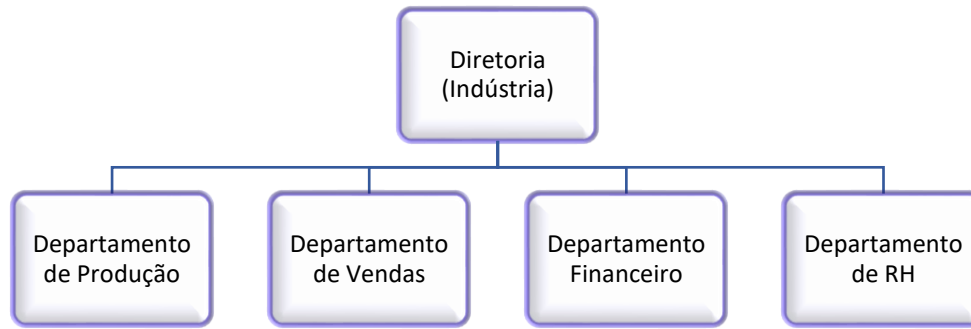 Diretoria
(Indústria)
Departamento
de Produção
Departamento
de Vendas
Departamento
Financeiro
Departamento
de RH